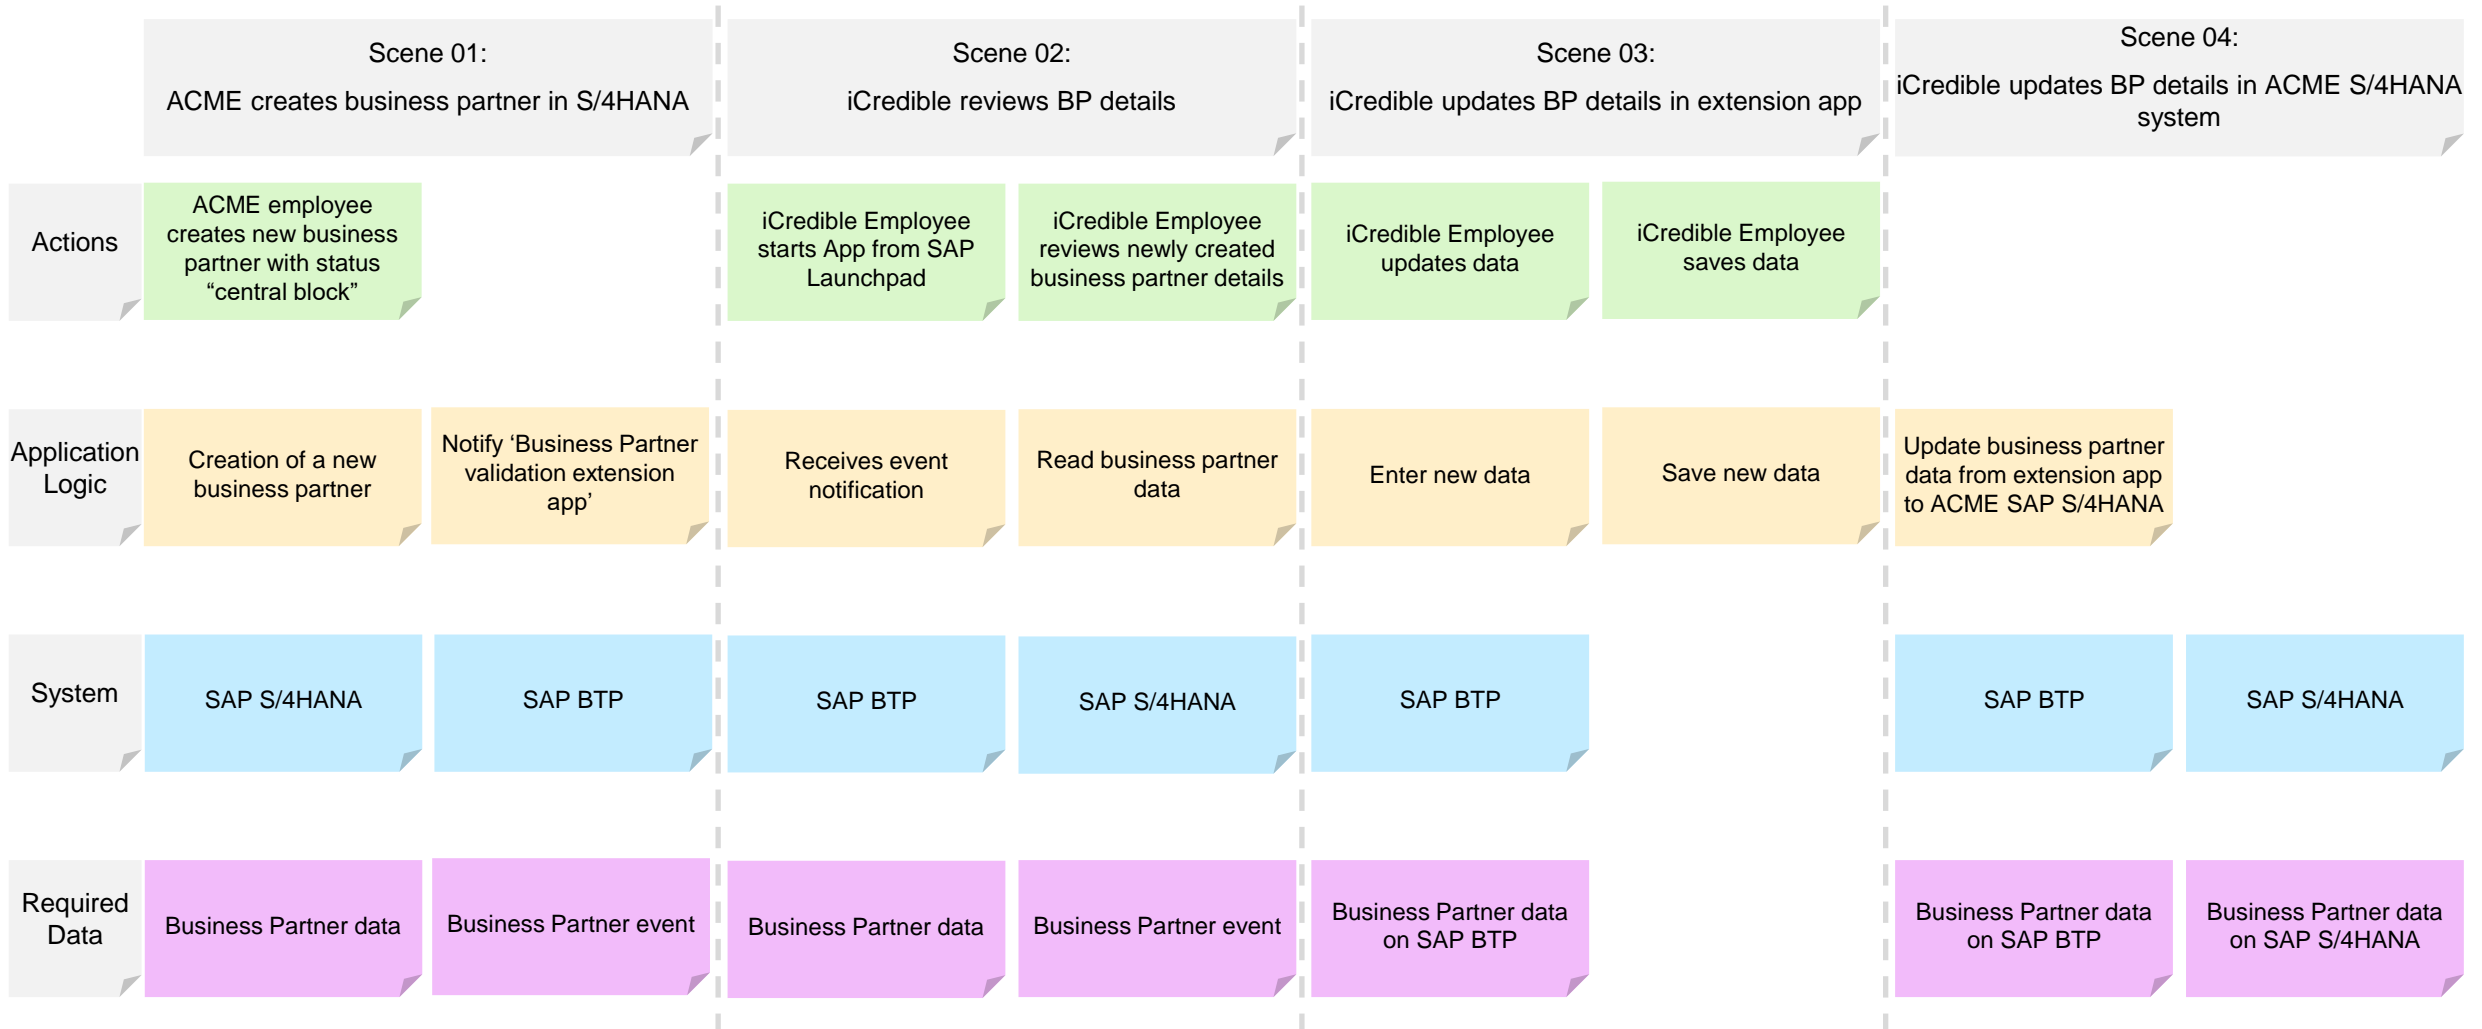 Scene 01:
ACME creates business partner in S/4HANA
Scene 02:
iCredible reviews BP details
Scene 03:
iCredible updates BP details in extension app
Scene 04:
iCredible updates BP details in ACME S/4HANA
system
Actions
ACME employee
creates new business
partner with status
“central block”
iCredible Employee
starts App from SAP
Launchpad
iCredible Employee
reviews newly created
business partner details
iCredible Employee
updates data
iCredible Employee
saves data
Application
Logic
Creation of a new
business partner
Notify ‘Business Partner
validation extension
app’
Receives event
notification
Read business partner
data
Enter new data
Save new data
Update business partner
data from extension app
to ACME SAP S/4HANA
System
SAP S/4HANA
SAP BTP
SAP BTP
SAP S/4HANA
SAP BTP
SAP BTP
SAP S/4HANA
Required
Data
Business Partner data
Business Partner event
Business Partner data
Business Partner event
Business Partner data
on SAP BTP
Business Partner data
on SAP BTP
Business Partner data
on SAP S/4HANA